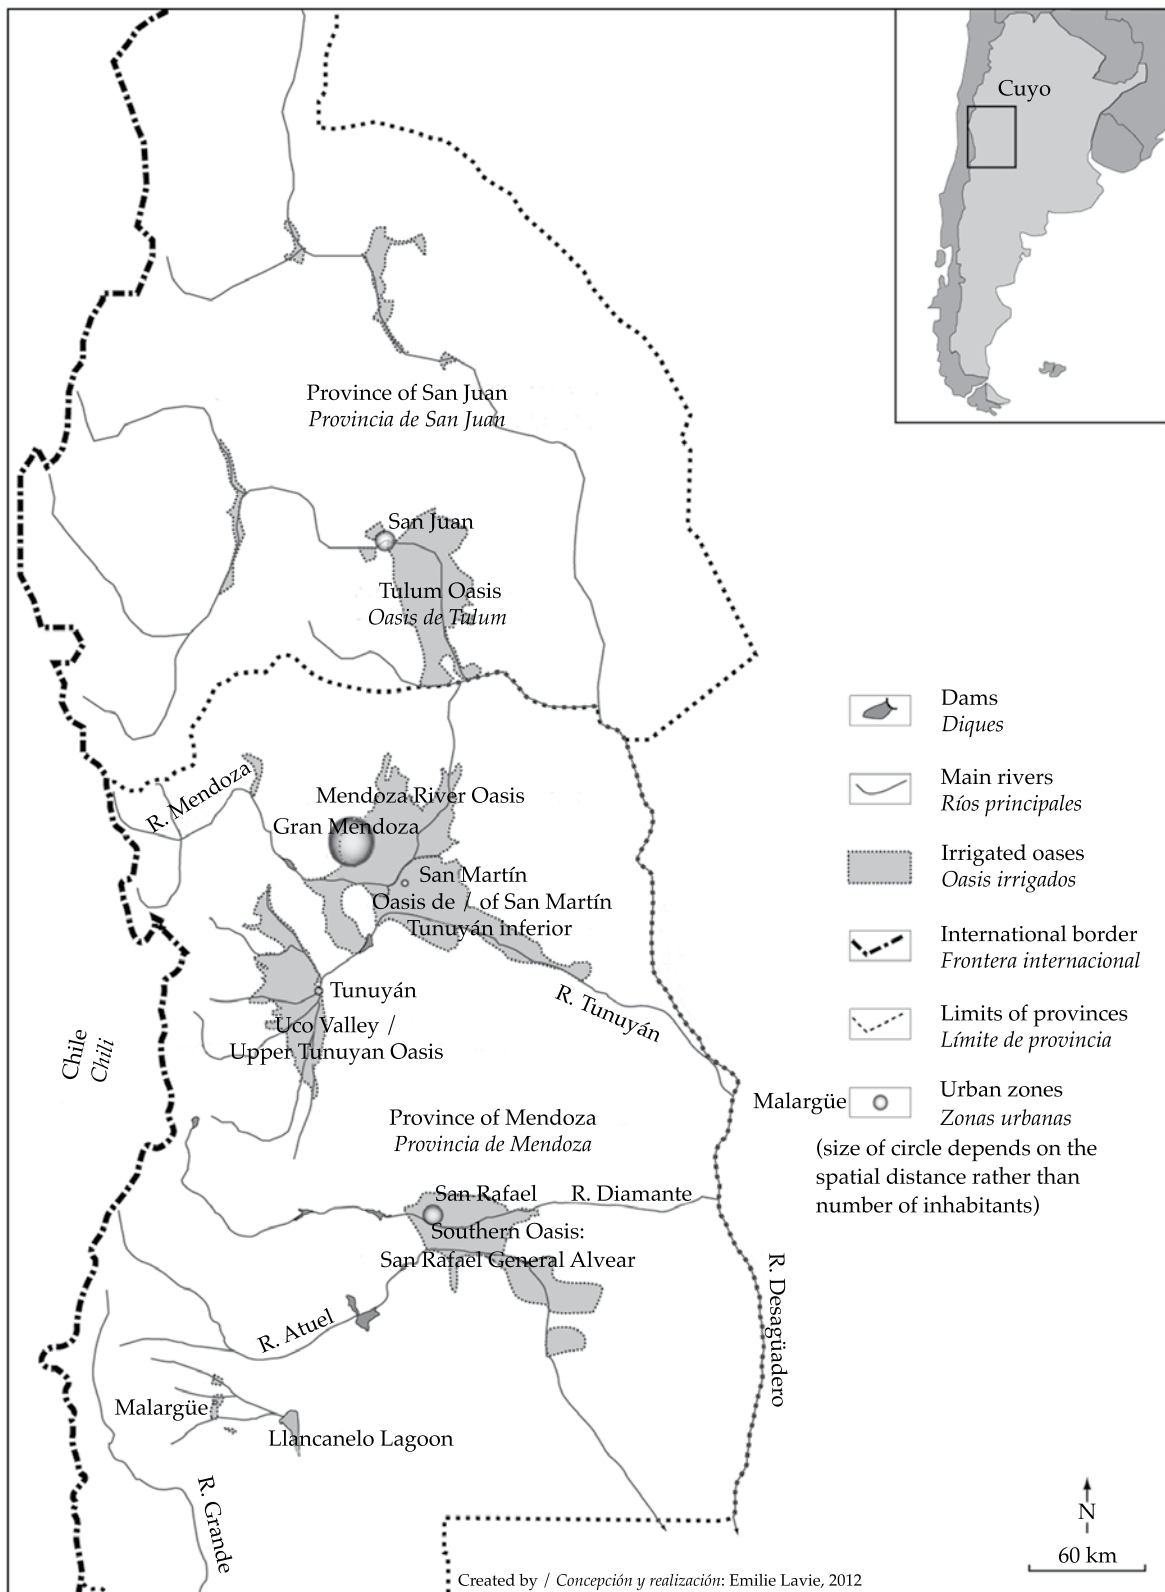 Cuyo
Province of San Juan
Provincia de San Juan
San Juan
Tulum Oasis
Oasis de Tulum
R. Mendoza
Mendoza River Oasis
Gran Mendoza
San Martín
Oasis de / of San Martín
Tunuyán inferior
Tunuyán
R. Tunuyán
Uco Valley /
Upper Tunuyan Oasis
Chile
Chili
Province of Mendoza
Provincia de Mendoza
San Rafael
R. Diamante
Southern Oasis:
San Rafael General Alvear
R. Desagüadero
R. Atuel
Malargüe
Llancanelo Lagoon
R. Grande
Dams
Diques
Main rivers
Ríos principales
Irrigated oases
Oasis irrigados
International border
Frontera internacional
Limits of provinces
Límite de provincia
Malargüe
Urban zones
Zonas urbanas
(size of circle depends on the
spatial distance rather than
number of inhabitants)
N
60 km
Created by / Concepción y realización: Emilie Lavie, 2012